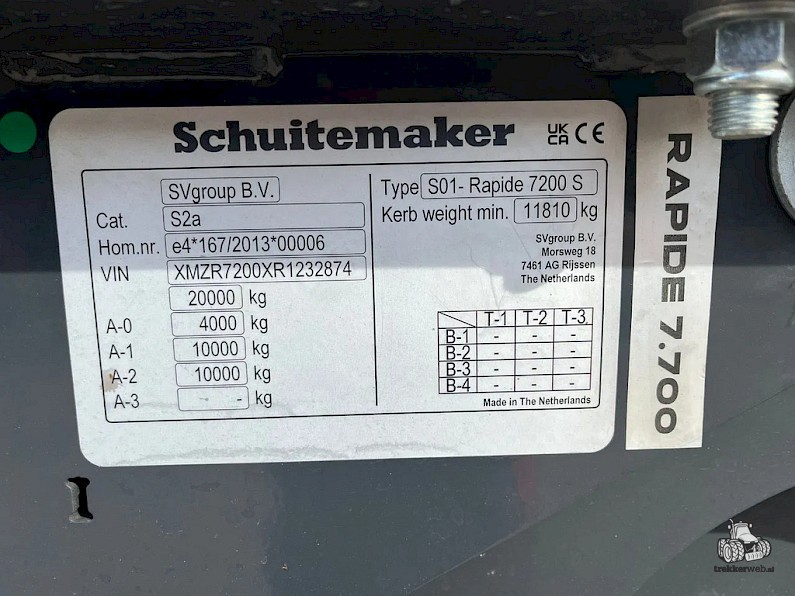 Schuitemaker UK CA CE
SVgroup B.V.
Cat. S2a
Hom.nr. e4*167/2013*00006
VIN XMZR7200XR1232874
20000 kg
A-0 4000 kg
A-1 10000 kg
A-2 10000 kg
A-3 - kg
Type S01- Rapide 7200 S
Kerb weight min. 11810 kg
SVgroup B.V.
Morsweg 18
7461 AG Rijssen
The Netherlands
T-1 T-2 T-3
B-1 - - -
B-2 - - -
B-3 - - -
B-4 - - -
Made in The Netherlands
RAPIDE 7.700
1
trekkerweb.nl